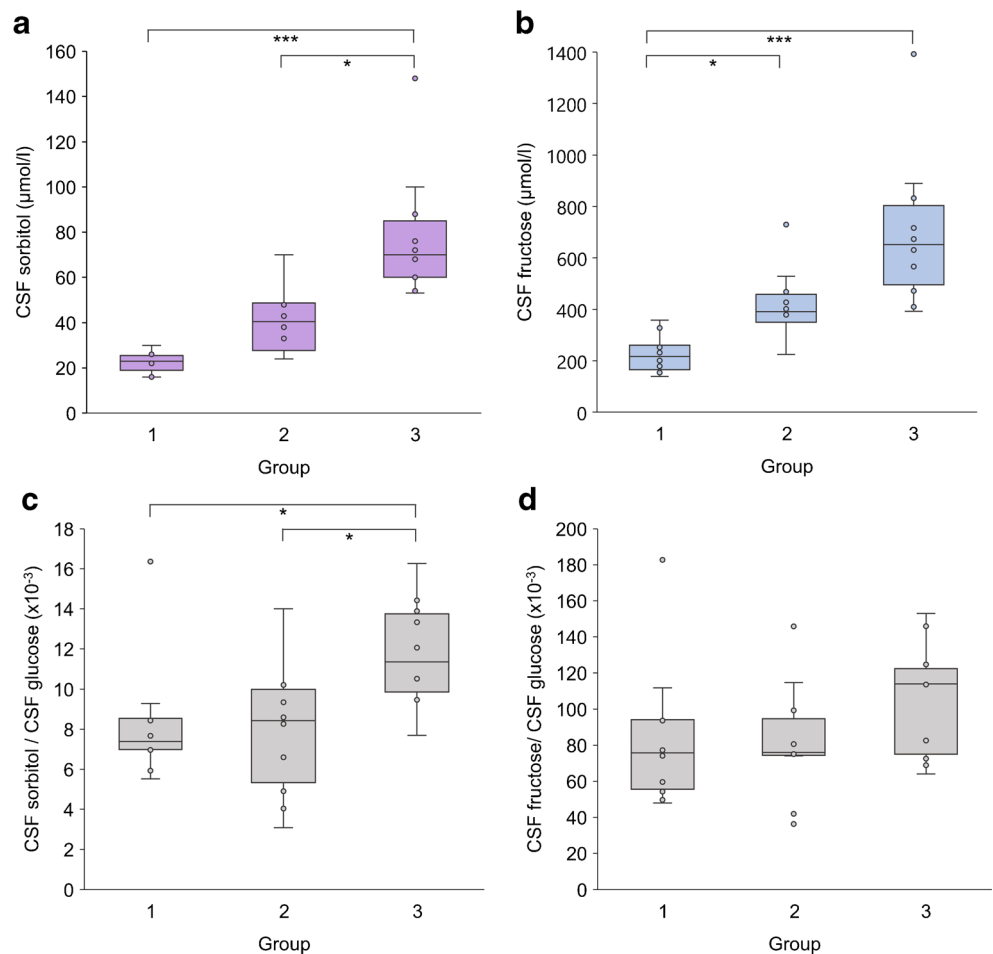 a
CSF sorbitol (µmol/l)
160
140
120
100
80
60
40
20
0
***
*
1 2 3
Group
b
CSF fructose (µmol/l)
1400
1200
1000
800
600
400
200
0
***
*
1 2 3
Group
c
CSF sorbitol / CSF glucose (x10⁻³)
18
16
14
12
10
8
6
4
2
0
*
*
1 2 3
Group
d
CSF fructose/ CSF glucose (x10⁻³)
200
180
160
140
120
100
80
60
40
20
0
1 2 3
Group